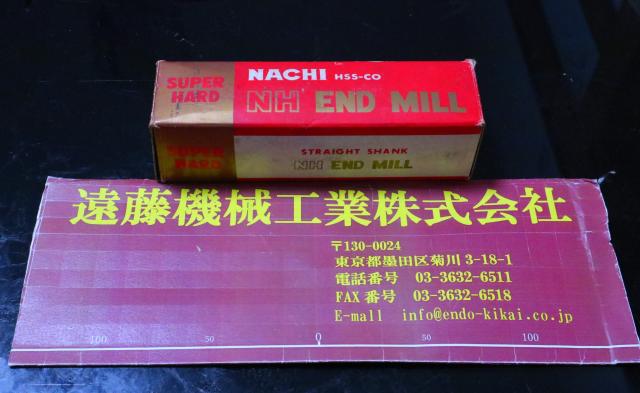 SUPER HARD
NACHI HSS-CO
NH END MILL
SUPER HARD
STRAIGHT SHANK
NH END MILL
遠藤機械工業株式会社
〒130-0024
東京都墨田区菊川 3-18-1
電話番号 03-3632-6511
FAX 番号 03-3632-6518
E-mall info@endo-kikai.co.jp
100 50 0 50 100